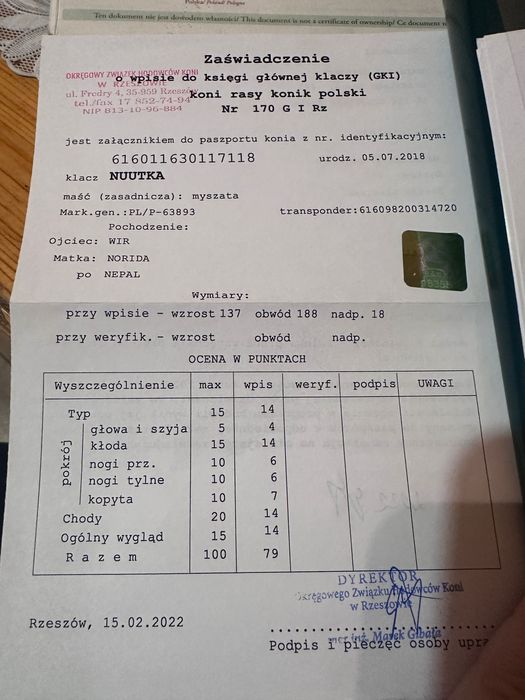 Polska/ Poland/ Pologne
Ten dokument nie jest dowodem własności/ This document is not a certificate of ownership/ Ce document n
Zaświadczenie
o wpisie do księgi głównej klaczy (GKI)
koni rasy konik polski
Nr 170 G I Rz
OKRĘGOWY ZWIĄZEK HODOWCÓW KONI
W RZESZOWIE
ul. Fredry 4, 35-959 Rzeszów
tel./fax 17 852-74-94
NIP 813-10-96-884
jest załącznikiem do paszportu konia z nr. identyfikacyjnym:
616011630117118 urodz. 05.07.2018
klacz NUUTKA
maść (zasadnicza): myszata
Mark.gen.:PL/P-63893 transponder:616098200314720
Pochodzenie:
Ojciec: WIR
Matka: NORIDA
po NEPAL
Wymiary:
przy wpisie - wzrost 137 obwód 188 nadp. 18
przy weryfik. - wzrost obwód nadp.
OCENA W PUNKTACH
Wyszczególnienie max wpis weryf. podpis UWAGI
Typ 15 14
pokrój
głowa i szyja 5 4
kłoda 15 14
nogi prz. 10 6
nogi tylne 10 6
kopyta 10 7
Chody 20 14
Ogólny wygląd 15 14
R a z e m 100 79
DYREKTOR
Okręgowego Związku Hodowców Koni
w Rzeszowie
mgr inż. Marek Gibała
Rzeszów, 15.02.2022
Podpis i pieczęć osoby upra